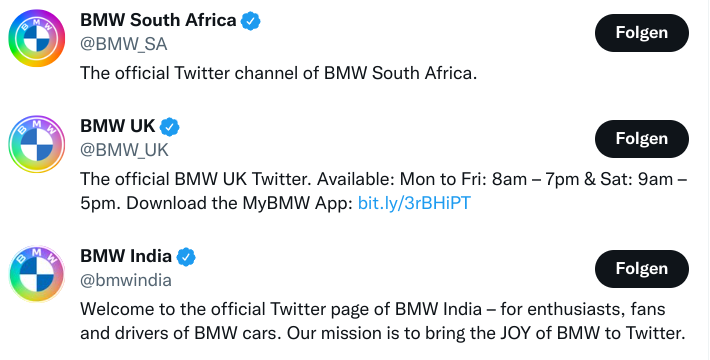 BMW South Africa
Folgen
@BMW_SA
The official Twitter channel of BMW South Africa.
BMW UK
Folgen
@BMW_UK
The official BMW UK Twitter. Available: Mon to Fri: 8am – 7pm & Sat: 9am –
5pm. Download the MyBMW App: bit.ly/3rBHiPT
BMW India
Folgen
@bmwindia
Welcome to the official Twitter page of BMW India – for enthusiasts, fans
and drivers of BMW cars. Our mission is to bring the JOY of BMW to Twitter.
BMW
BMW
BMW